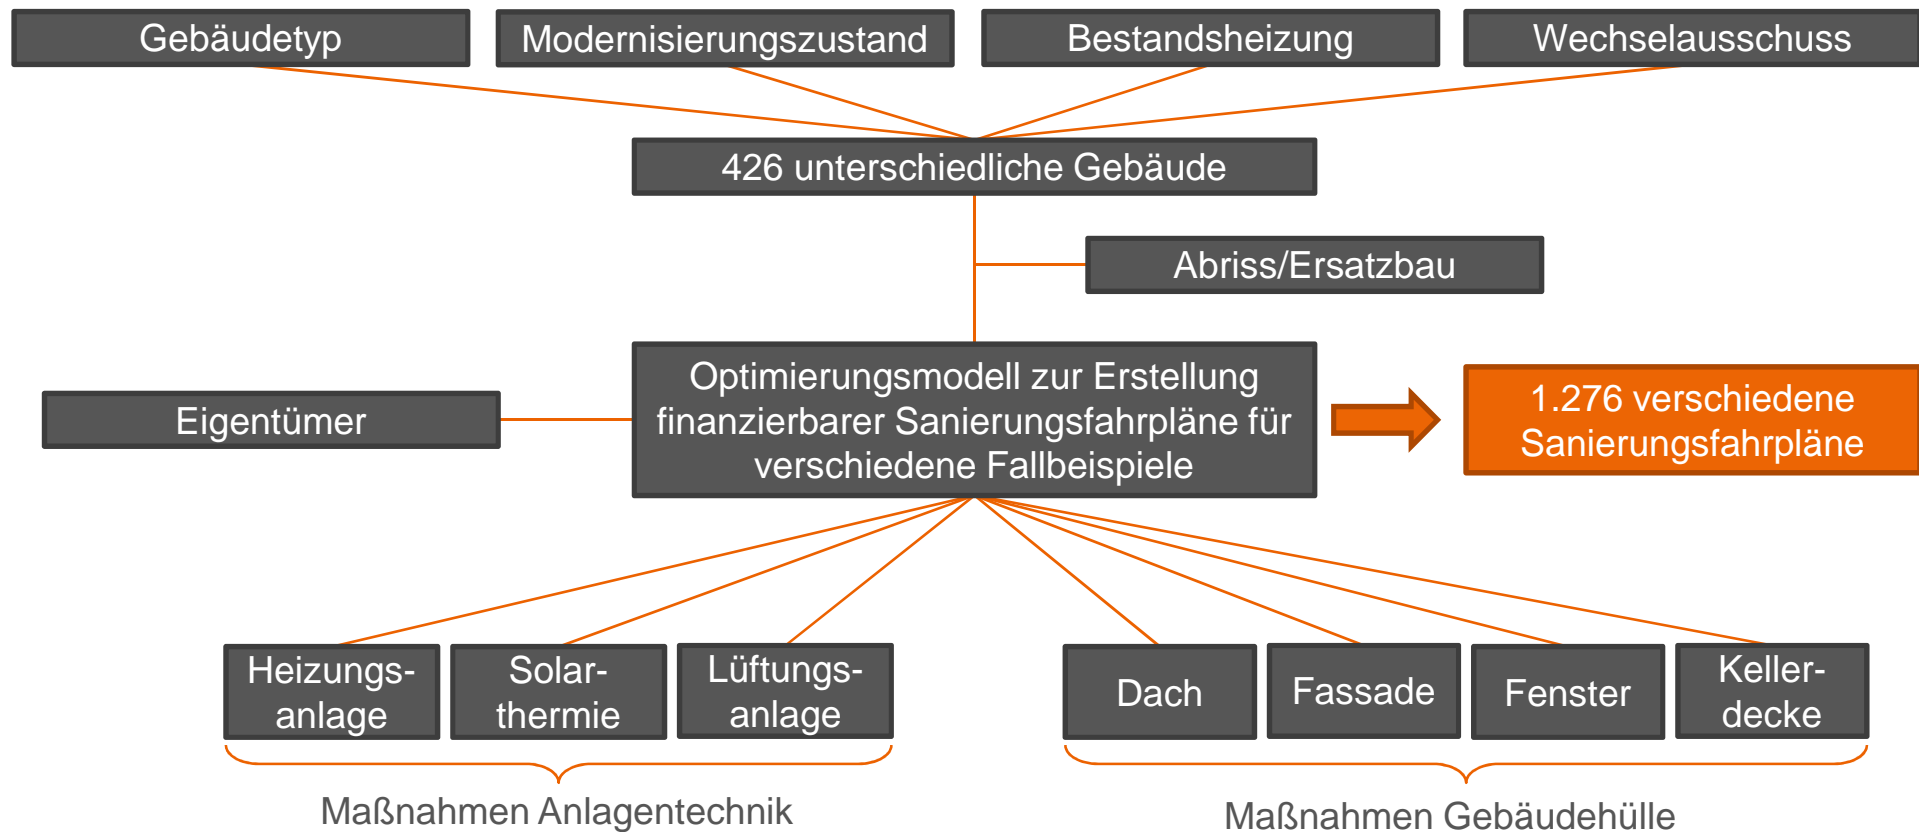 Gebäudetyp
Modernisierungszustand
Bestandsheizung
Wechselausschuss
426 unterschiedliche Gebäude
Abriss/Ersatzbau
Eigentümer
Optimierungsmodell zur Erstellung
finanzierbarer Sanierungsfahrpläne für
verschiedene Fallbeispiele
1.276 verschiedene
Sanierungsfahrpläne
Heizungs-
anlage
Solar-
thermie
Lüftungs-
anlage
Dach
Fassade
Fenster
Keller-
decke
Maßnahmen Anlagentechnik
Maßnahmen Gebäudehülle